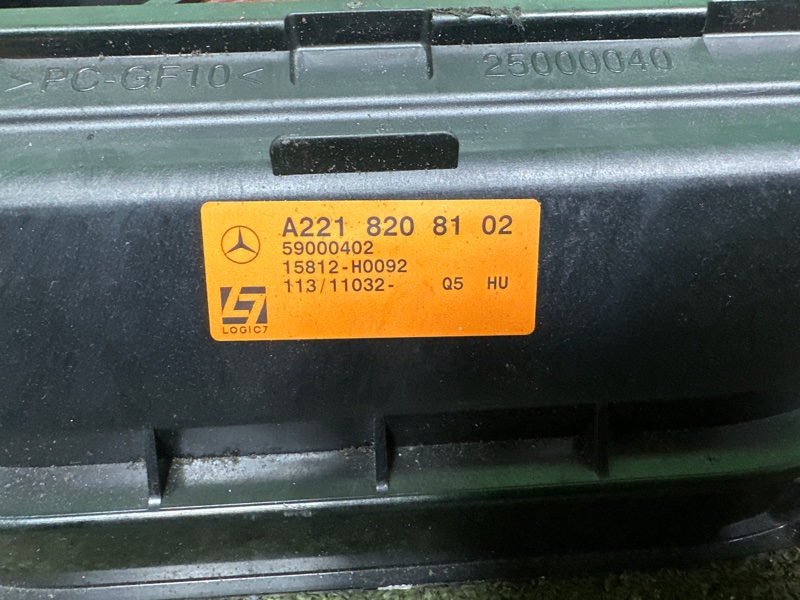 >PC-GF10<
25000040
A221 820 81 02
59000402
15812-H0092
113/11032- Q5 HU
LOGIC7